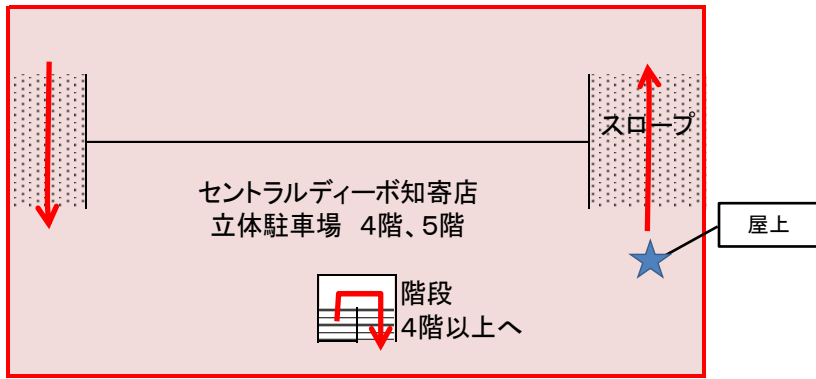 スロープ
セントラルディーボ知寄店
立体駐車場 4階、5階
屋上
階段
4階以上へ